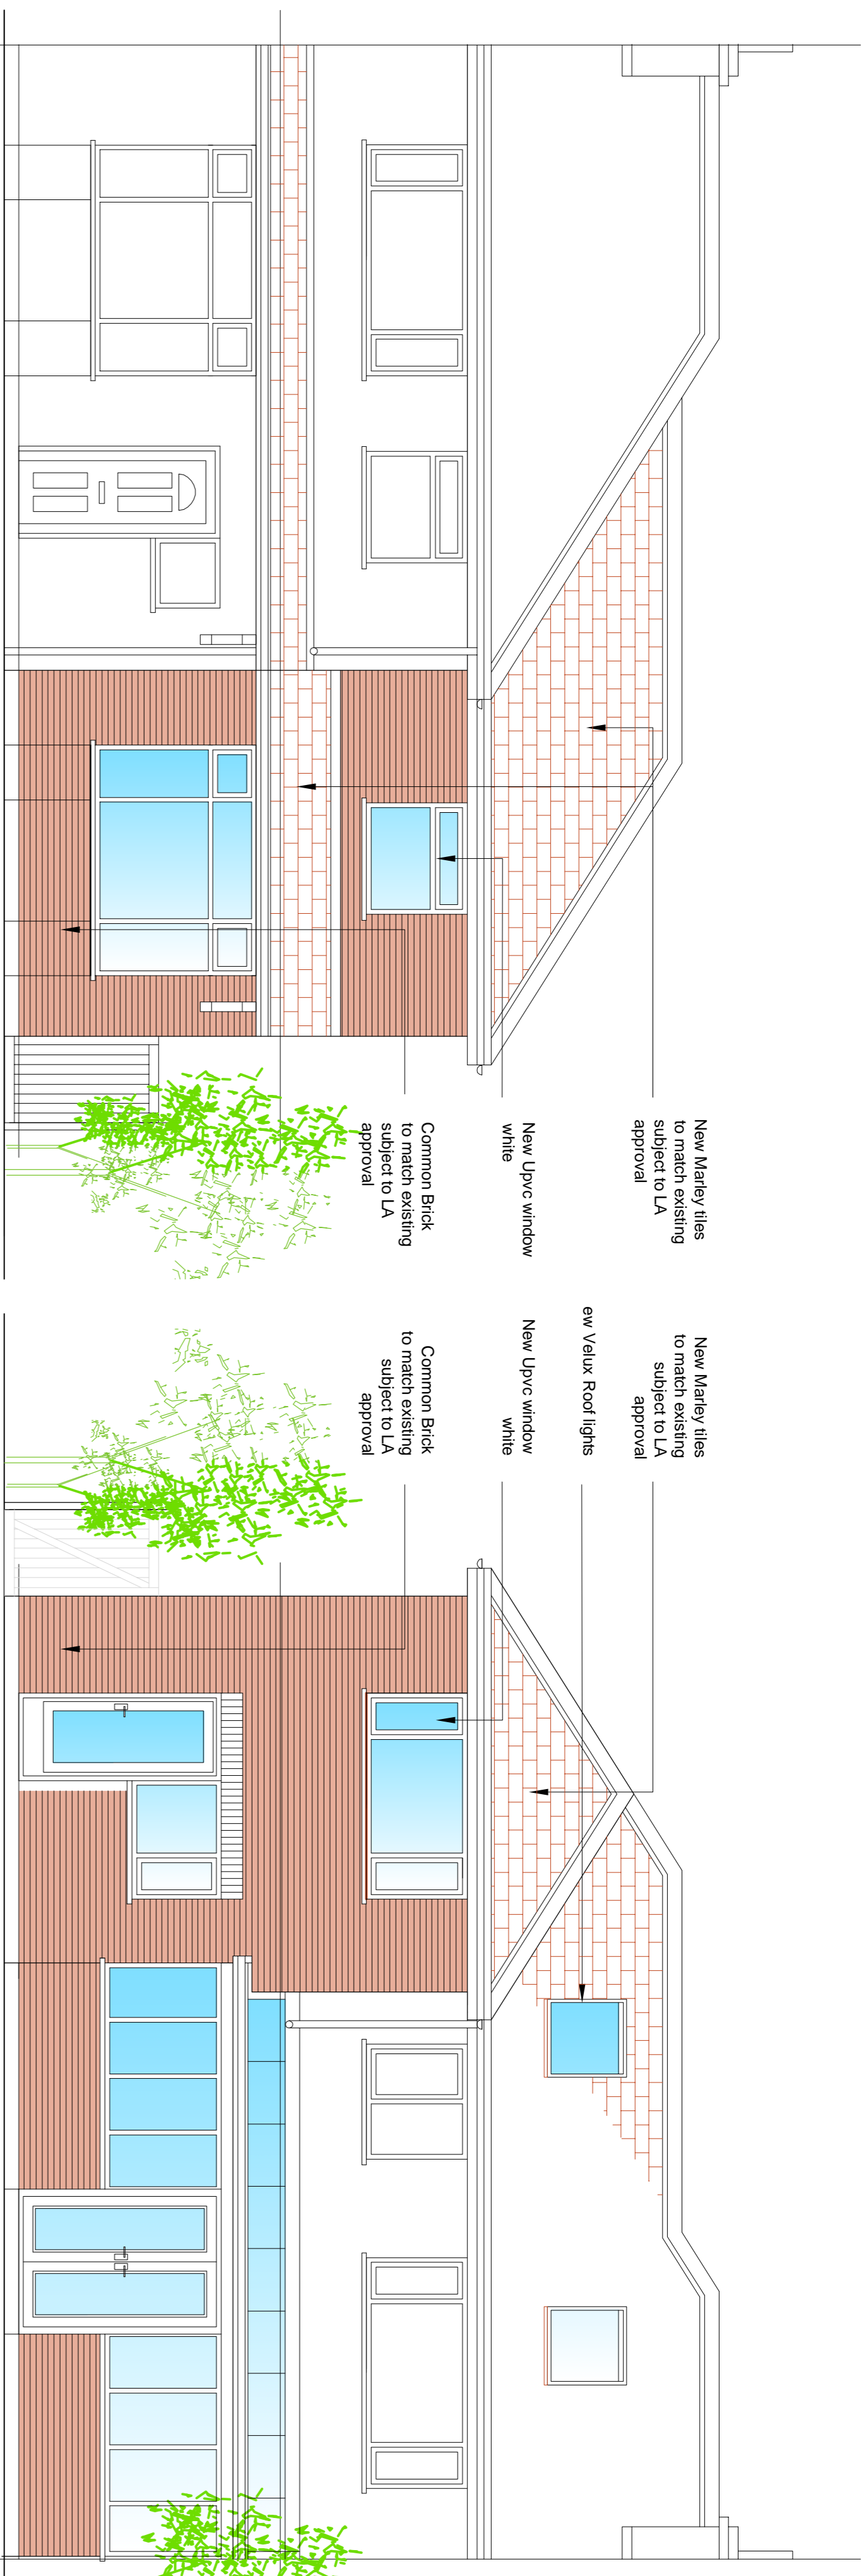 New Marley tiles
to match existing
subject to LA
approval
New Upvc window
white
Common Brick
to match existing
subject to LA
approval
New Marley tiles
to match existing
subject to LA
approval
ew Velux Roof lights
New Upvc window
white
Common Brick
to match existing
subject to LA
approval